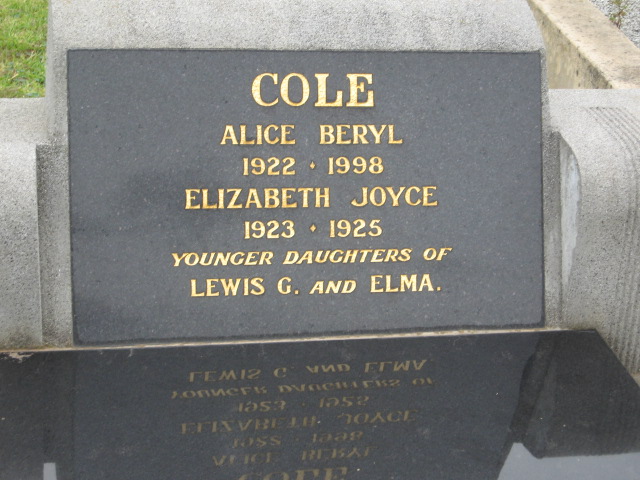 COLE
ALICE BERYL
1922 · 1998
ELIZABETH JOYCE
1923 · 1925
YOUNGER DAUGHTERS OF
LEWIS G. AND ELMA.